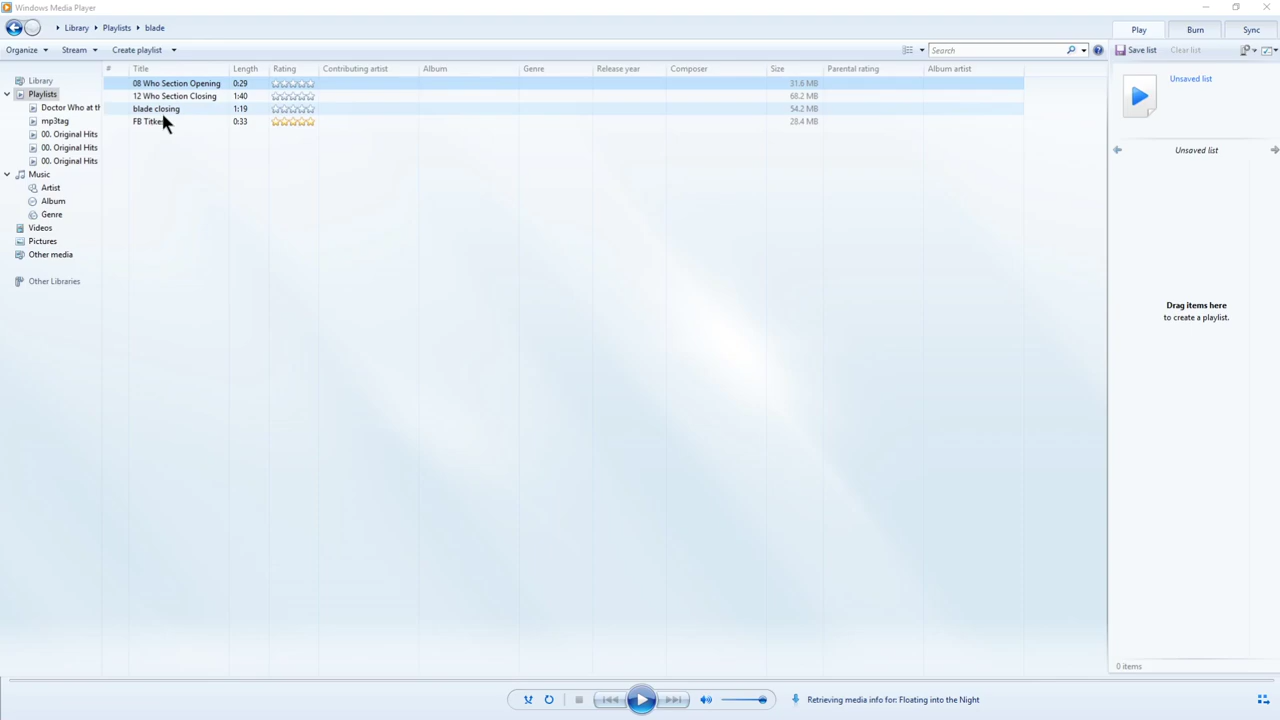 Windows Media Player
Library Playlists blade
Play Burn Sync
Organize Stream Create playlist Search Save list Clear list
# Title Length Rating Contributing artist Album Genre Release year Composer Size Parental rating Album artist
08 Who Section Opening 0:29 31.6 MB
12 Who Section Closing 1:40 68.2 MB
blade closing 1:19 54.2 MB
FB 0:33 28.4 MB
Library
Playlists
Doctor Who at th
mp3tag
00. Original Hits
00. Original Hits
00. Original Hits
Music
Artist
Album
Genre
Videos
Pictures
Other media
Other Libraries
Unsaved list
Unsaved list
Drag items here
to create a playlist.
0 items
Retrieving media info for: Floating into the Night